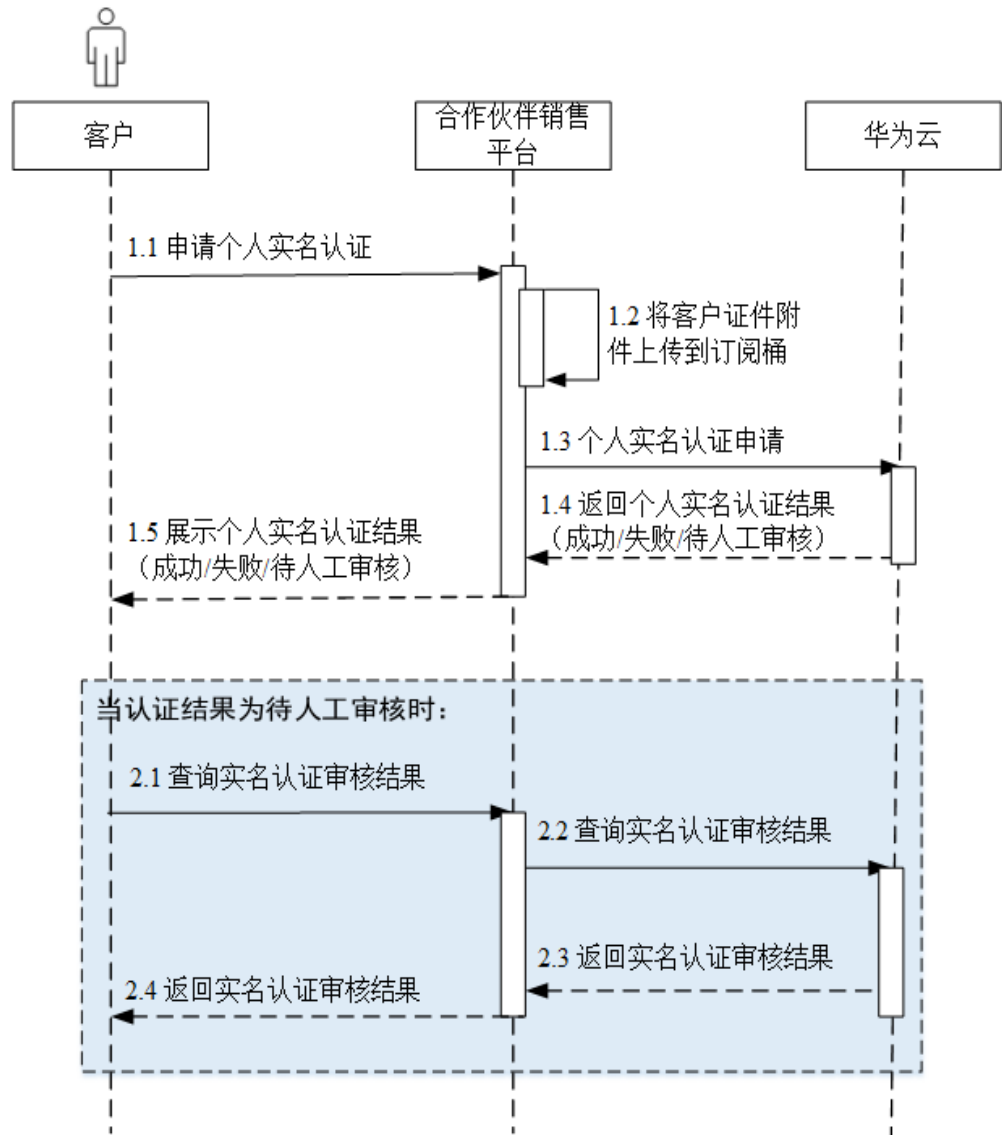 客户
合作伙伴销售
平台
华为云
1.1 申请个人实名认证
1.2 将客户证件附
件上传到订阅桶
1.3 个人实名认证申请
1.4 返回个人实名认证结果
（成功/失败/待人工审核）
1.5 展示个人实名认证结果
（成功/失败/待人工审核）
当认证结果为待人工审核时：
2.1 查询实名认证审核结果
2.2 查询实名认证审核结果
2.3 返回实名认证审核结果
2.4 返回实名认证审核结果